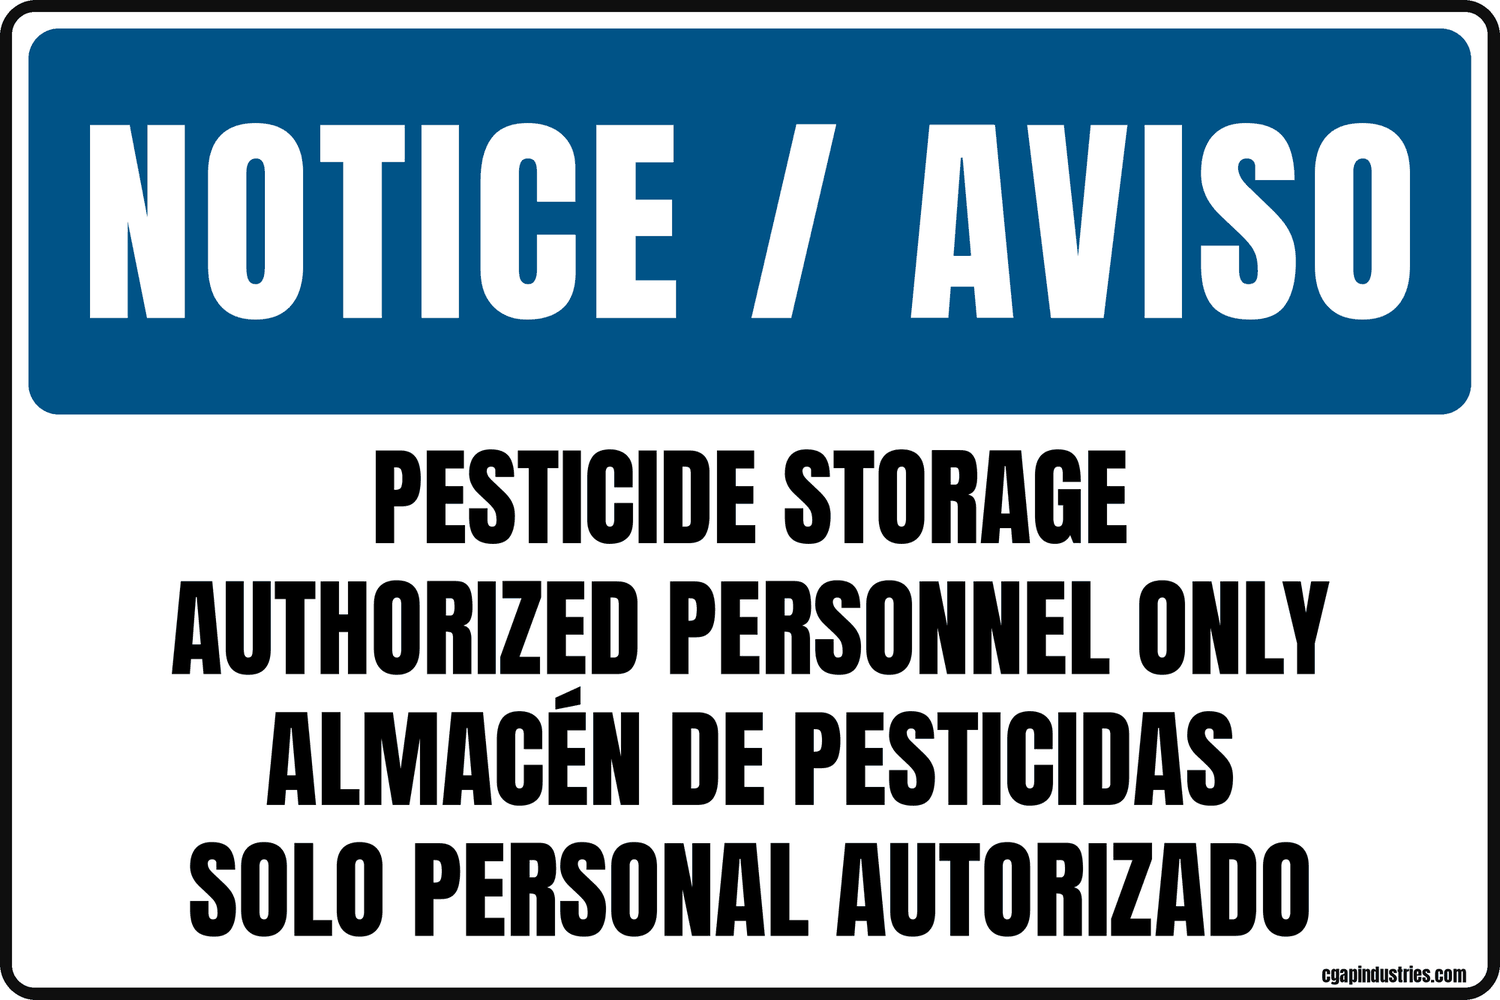 NOTICE / AVISO
PESTICIDE STORAGE
AUTHORIZED PERSONNEL ONLY
ALMACÉN DE PESTICIDAS
SOLO PERSONAL AUTORIZADO
cgapindustries.com